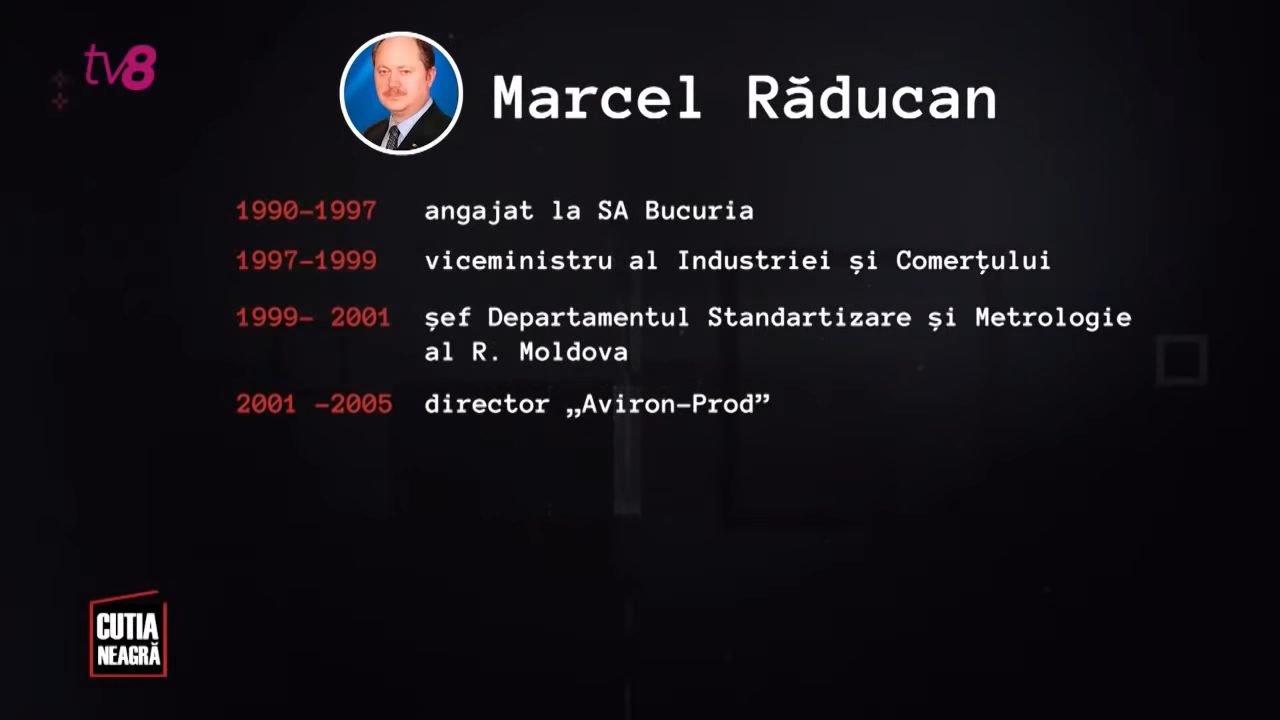 tv8
Marcel Răducan
1990-1997 angajat la SA Bucuria
1997-1999 viceministru al Industriei și Comerțului
1999- 2001 șef Departamentul Standartizare și Metrologie
al R. Moldova
2001 -2005 director „Aviron-Prod”
CUTIA
NEAGRĂ